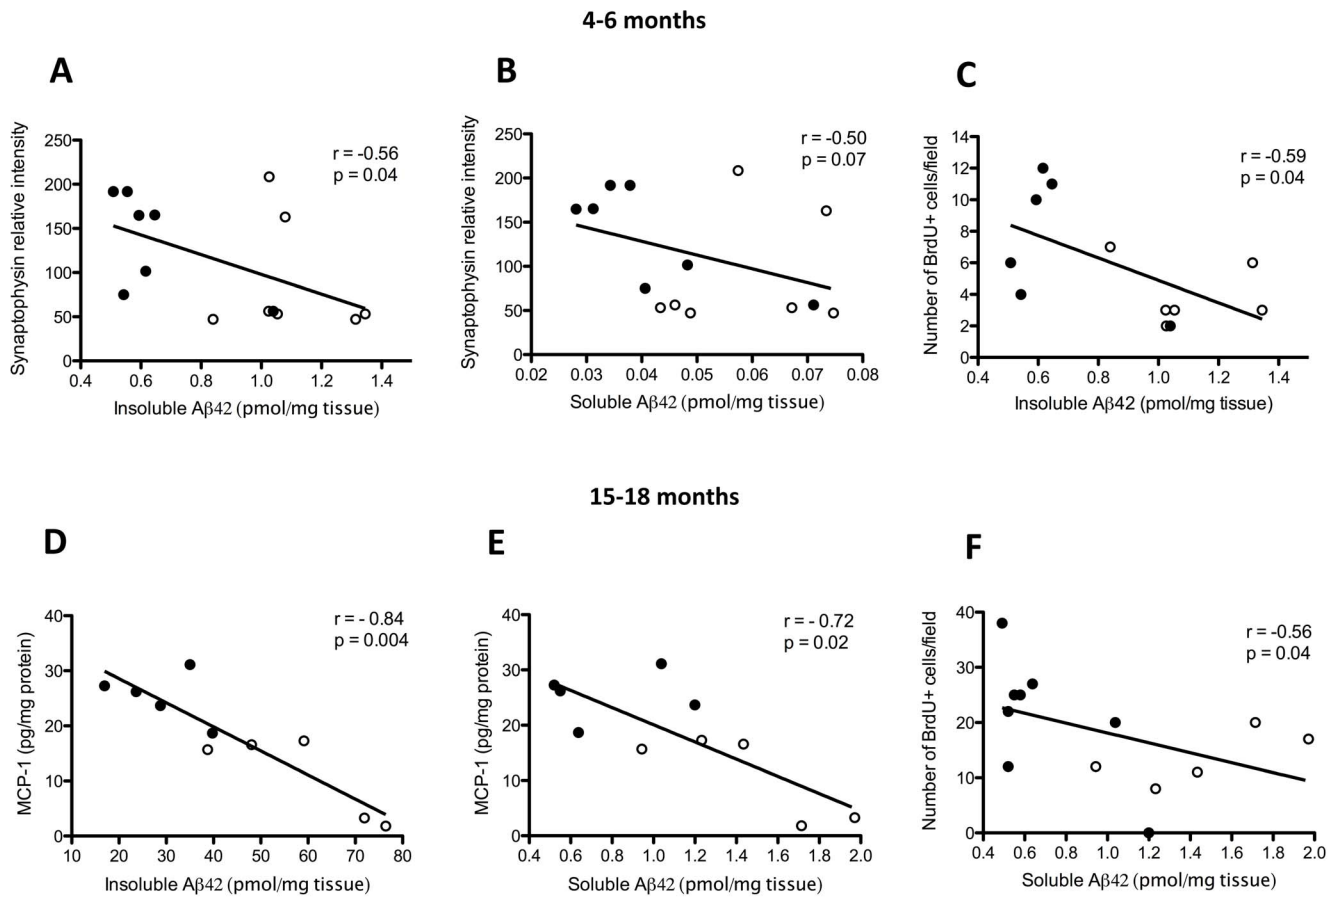 4-6 months
A
B
C
Synaptophysin relative intensity
250
200
150
100
50
0
r = -0.56
p = 0.04
0.4 0.6 0.8 1.0 1.2 1.4
Insoluble Aβ42 (pmol/mg tissue)
Synaptophysin relative intensity
250
200
150
100
50
0
r = -0.50
p = 0.07
0.02 0.03 0.04 0.05 0.06 0.07 0.08
Soluble Aβ42 (pmol/mg tissue)
Number of BrdU+ cells/field
14
12
10
8
6
4
2
0
r = -0.59
p = 0.04
0.4 0.6 0.8 1.0 1.2 1.4
Insoluble Aβ42 (pmol/mg tissue)
15-18 months
D
E
F
MCP-1 (pg/mg protein)
40
30
20
10
0
r = - 0.84
p = 0.004
10 20 30 40 50 60 70 80
Insoluble Aβ42 (pmol/mg tissue)
MCP-1 (pg/mg protein)
40
30
20
10
0
r = - 0.72
p = 0.02
0.4 0.6 0.8 1.0 1.2 1.4 1.6 1.8 2.0
Soluble Aβ42 (pmol/mg tissue)
Number of BrdU+ cells/field
40
30
20
10
0
r = -0.56
p = 0.04
0.4 0.6 0.8 1.0 1.2 1.4 1.6 1.8 2.0
Soluble Aβ42 (pmol/mg tissue)